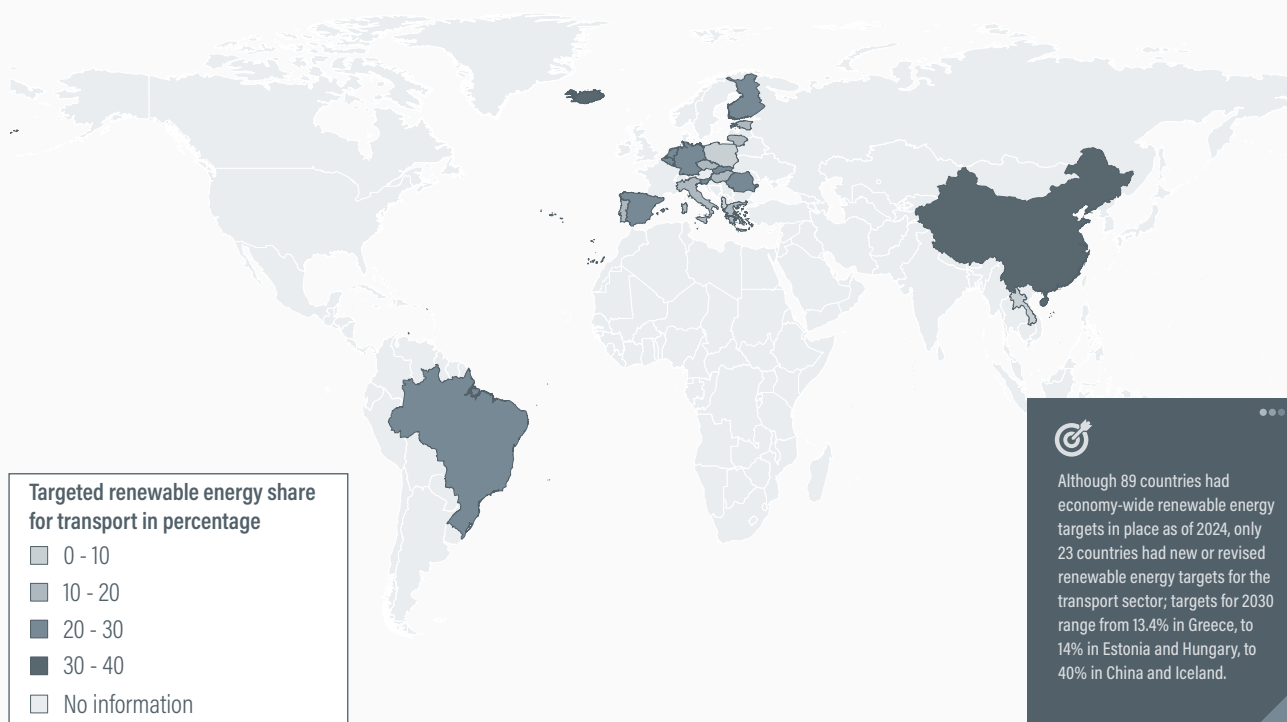 Targeted renewable energy share
for transport in percentage
0 - 10
10 - 20
20 - 30
30 - 40
No information
Although 89 countries had
economy-wide renewable energy
targets in place as of 2024, only
23 countries had new or revised
renewable energy targets for the
transport sector; targets for 2030
range from 13.4% in Greece, to
14% in Estonia and Hungary, to
40% in China and Iceland.